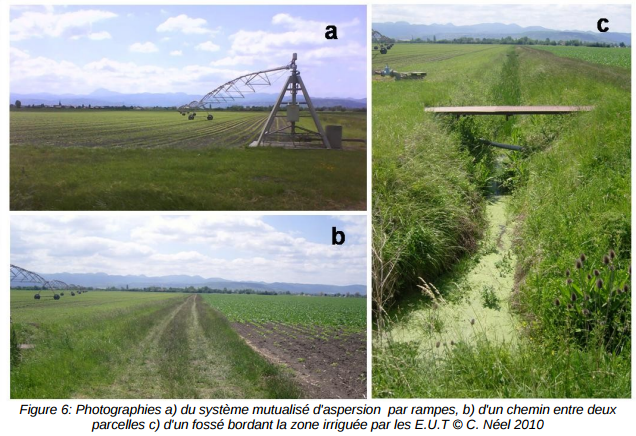 a
b
c
Figure 6: Photographies a) du système mutualisé d'aspersion par rampes, b) d'un chemin entre deux
parcelles c) d'un fossé bordant la zone irriguée par les E.U.T © C. Néel 2010